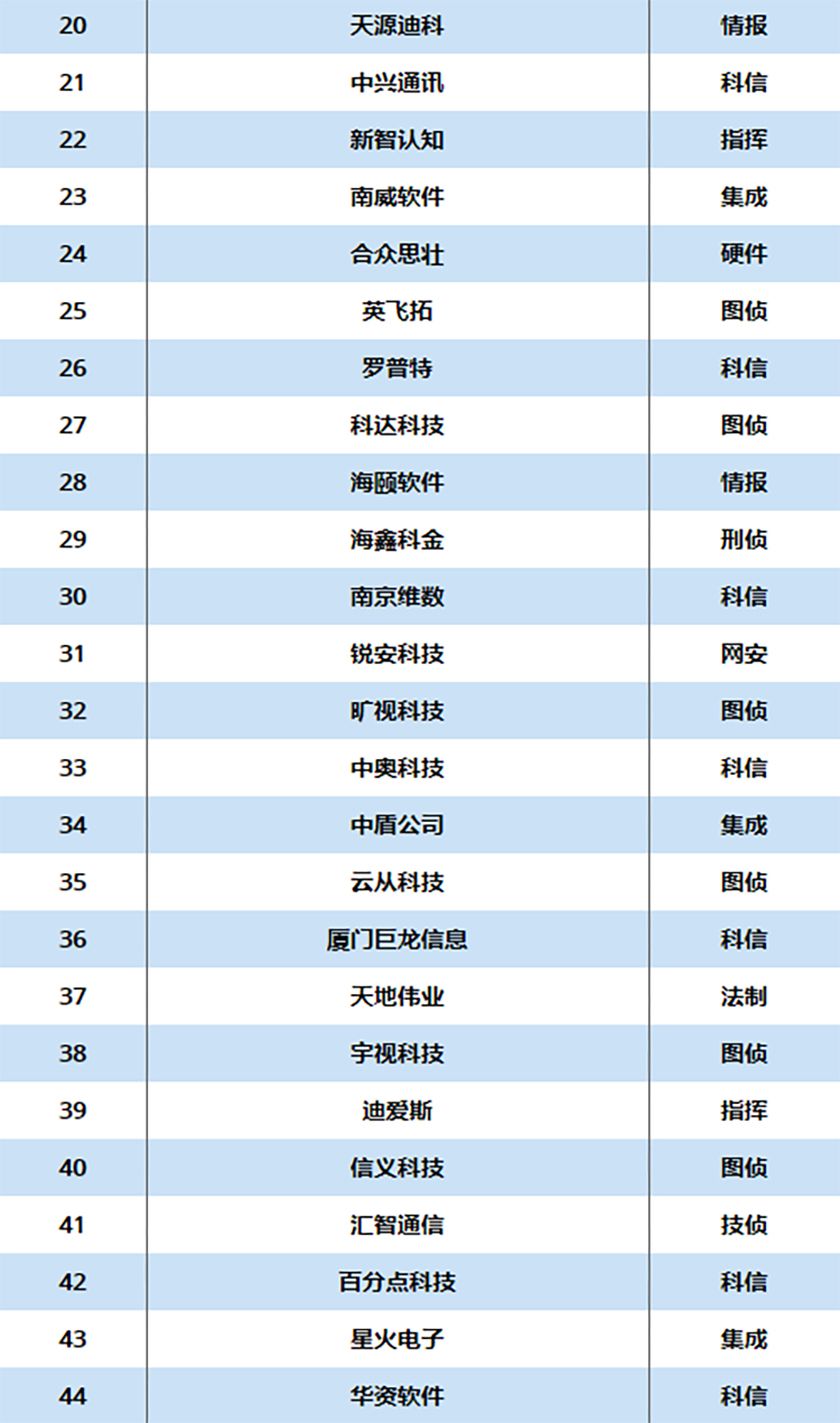 20 天源迪科 情报
21 中兴通讯 科信
22 新智认知 指挥
23 南威软件 集成
24 合众思壮 硬件
25 英飞拓 图侦
26 罗普特 科信
27 科达科技 图侦
28 海颐软件 情报
29 海鑫科金 刑侦
30 南京维数 科信
31 锐安科技 网安
32 旷视科技 图侦
33 中奥科技 科信
34 中盾公司 集成
35 云从科技 图侦
36 厦门巨龙信息 科信
37 天地伟业 法制
38 宇视科技 图侦
39 迪爱斯 指挥
40 信义科技 图侦
41 汇智通信 技侦
42 百分点科技 科信
43 星火电子 集成
44 华资软件 科信